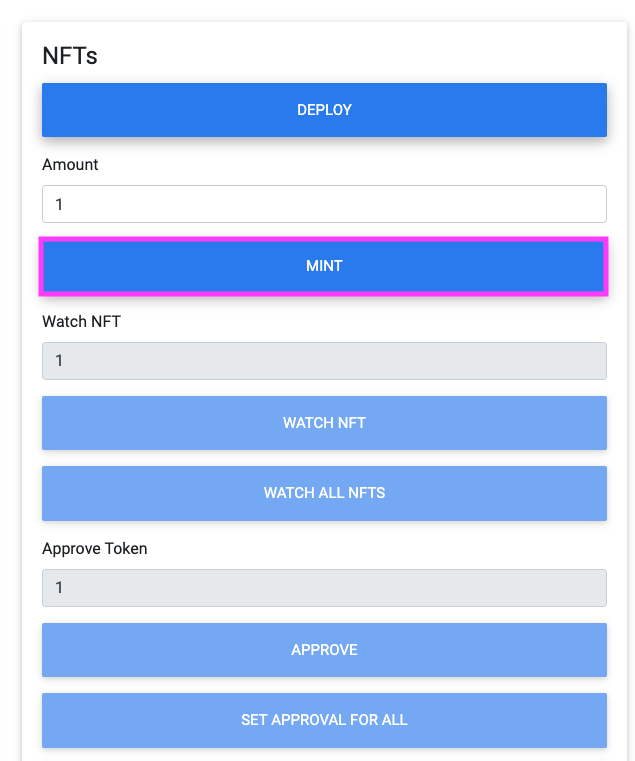 NFTs
DEPLOY
Amount
1
MINT
Watch NFT
1
WATCH NFT
WATCH ALL NFTS
Approve Token
1
APPROVE
SET APPROVAL FOR ALL